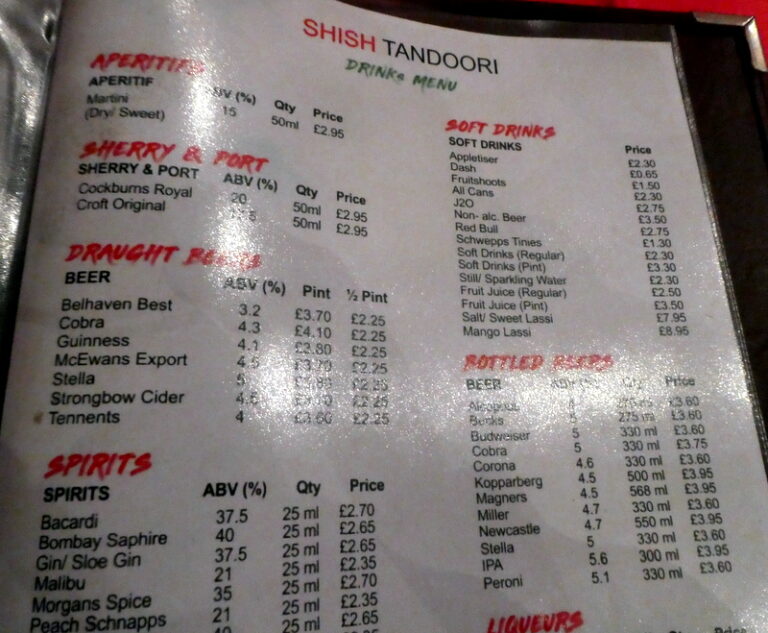 SHISH TANDOORI
DRINKS MENU
APERITIFS
APERITIF ABV (%) Qty Price
Martini
(Dry/ Sweet) 15 50ml £2.95
SHERRY & PORT
SHERRY & PORT ABV (%) Qty Price
Cockburns Royal 20 50ml £2.95
Croft Original 50ml £2.95
DRAUGHT BEERS
BEER ABV (%) Pint ½ Pint
Belhaven Best 3.2 £3.70 £2.25
Cobra 4.3 £4.10 £2.25
Guinness 4.1 £2.25
McEwans Export 4.5 £3.70 £2.25
Stella 5 £2.25
Strongbow Cider 4.5 £2.25
Tennents 4 £3.60 £2.25
SPIRITS
SPIRITS ABV (%) Qty Price
Bacardi 37.5 25 ml £2.70
Bombay Saphire 40 25 ml £2.65
Gin/ Sloe Gin 37.5 25 ml £2.65
Malibu 21 25 ml £2.35
Morgans Spice 35 25 ml £2.70
Peach Schnapps 21 25 ml £2.35
25 ml £2.65
SOFT DRINKS
SOFT DRINKS Price
Appletiser £2.30
Dash £0.65
Fruitshoots £1.50
All Cans £2.30
J2O £2.75
Non- alc. Beer £3.50
Red Bull £2.75
Schwepps Tinies £1.30
Soft Drinks (Regular) £2.30
Soft Drinks (Pint) £3.30
Still/ Sparkling Water £2.30
Fruit Juice (Regular) £2.50
Fruit Juice (Pint) £3.50
Salt/ Sweet Lassi £7.95
Mango Lassi £8.95
BOTTLED BEERS
BEER ABV (%) Qty Price
£3.60
Becks 5 275 ml £3.60
Budweiser 5 330 ml £3.60
Cobra 5 330 ml £3.75
Corona 4.6 330 ml £3.60
Kopparberg 4.5 500 ml £3.95
Magners 4.5 568 ml £3.95
Miller 4.7 330 ml £3.60
Newcastle 4.7 550 ml £3.95
Stella 5 330 ml £3.60
IPA 5.6 300 ml £3.95
Peroni 5.1 330 ml £3.60
LIQUEURS
Qty Price